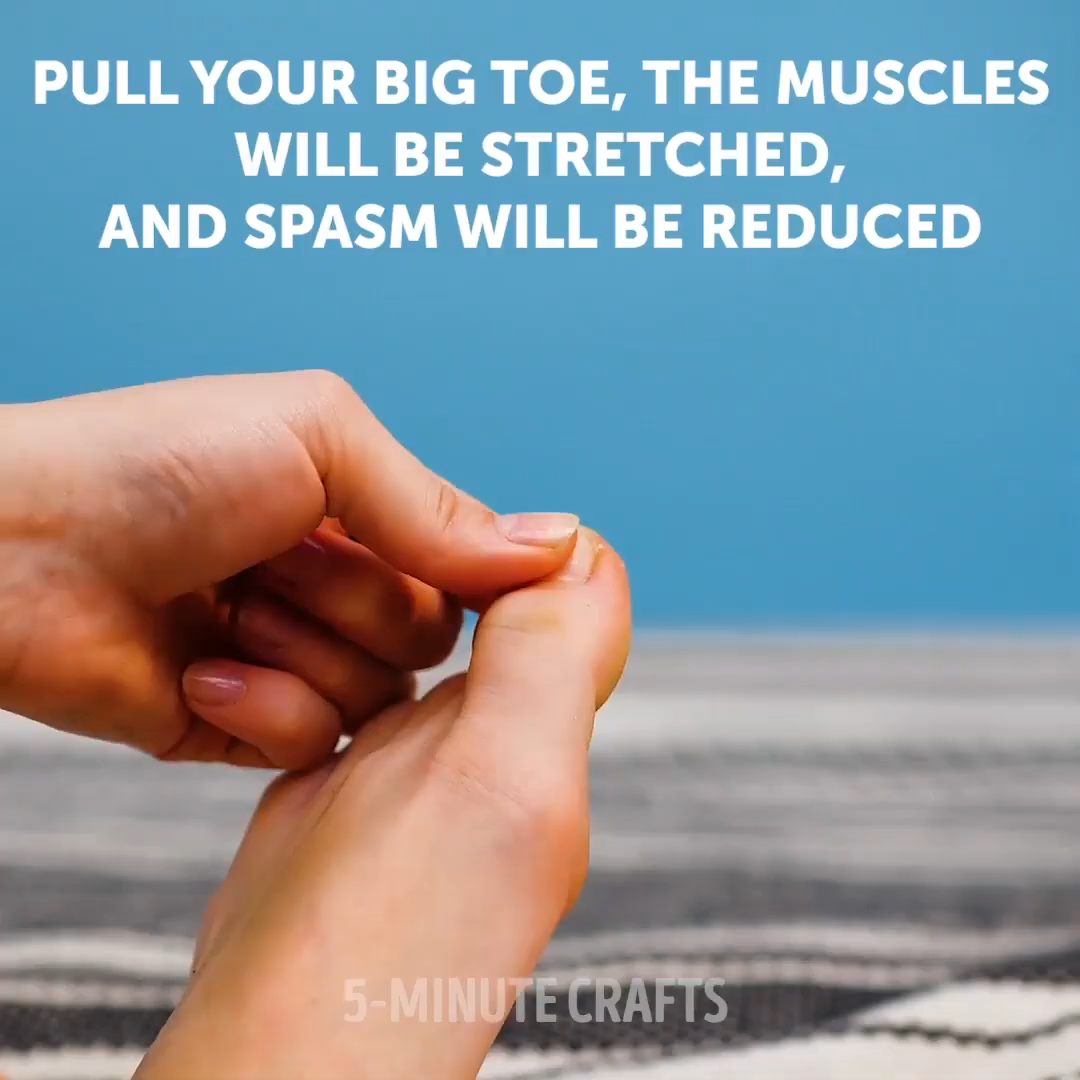 PULL YOUR BIG TOE, THE MUSCLES
WILL BE STRETCHED,
AND SPASM WILL BE REDUCED
5-MINUTE CRAFTS